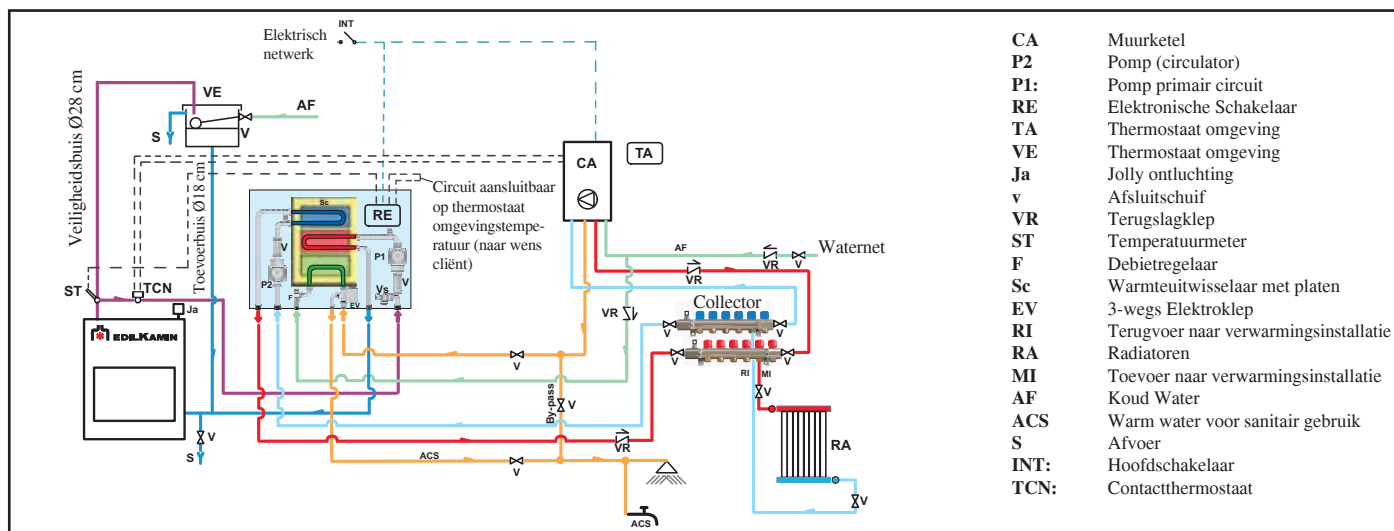 Elektrisch
netwerk
INT
Veiligheidsbuis Ø28 cm
VE
AF
S
V
Toevoerbuis Ø18 cm
ST
TCN
Ja
EDILKAMIN
V
S
Sc
RE
V
P1
P2
V
F
Vs
EV
Circuit aansluitbaar
op thermostaat
omgevingstempe-
ratuur (naar wens
cliënt)
CA
TA
AF
VR
V
Waternet
VR
VR
Collector
V
V
V
V
RI
MI
V
V
By-pass
V
VR
ACS
V
ACS
RA
V
CA Muurketel
P2 Pomp (circulator)
P1: Pomp primair circuit
RE Elektronische Schakelaar
TA Thermostaat omgeving
VE Thermostaat omgeving
Ja Jolly ontluchting
v Afsluitschuif
VR Terugslagklep
ST Temperatuurmeter
F Debietregelaar
Sc Warmteuitwisselaar met platen
EV 3-wegs Elektroklep
RI Terugvoer naar verwarmingsinstallatie
RA Radiatoren
MI Toevoer naar verwarmingsinstallatie
AF Koud Water
ACS Warm water voor sanitair gebruik
S Afvoer
INT: Hoofdschakelaar
TCN: Contactthermostaat